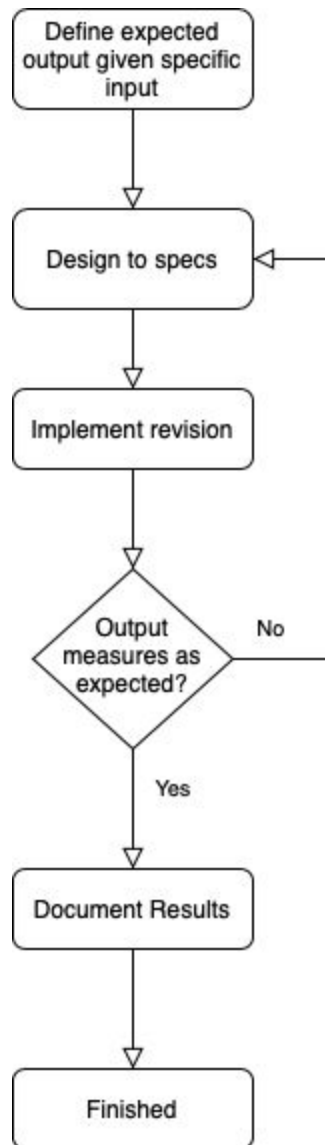 Define expected
output given specific
input
Design to specs
Implement revision
Output
measures as
expected?
No
Yes
Document Results
Finished